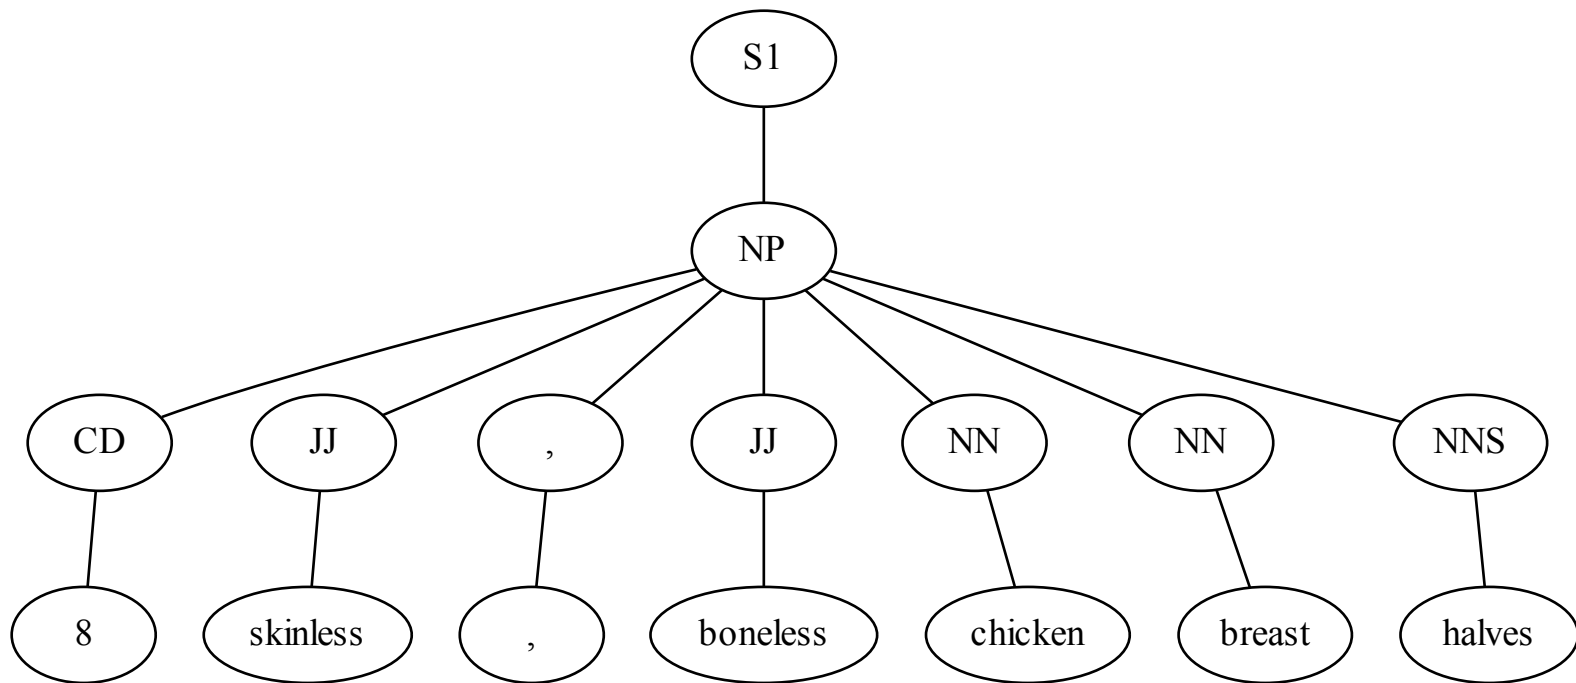 S1
NP
CD JJ , JJ NN NN NNS
8 skinless , boneless chicken breast halves